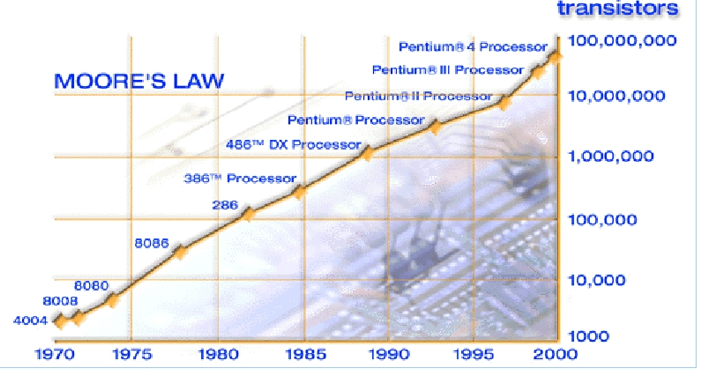 transistors
MOORE'S LAW
Pentium® 4 Processor
100,000,000
Pentium® III Processor
Pentium® II Processor
10,000,000
Pentium® Processor
486™ DX Processor
1,000,000
386™ Processor
286
100,000
8086
8080
10,000
8008
4004
1000
1970 1975 1980 1985 1990 1995 2000